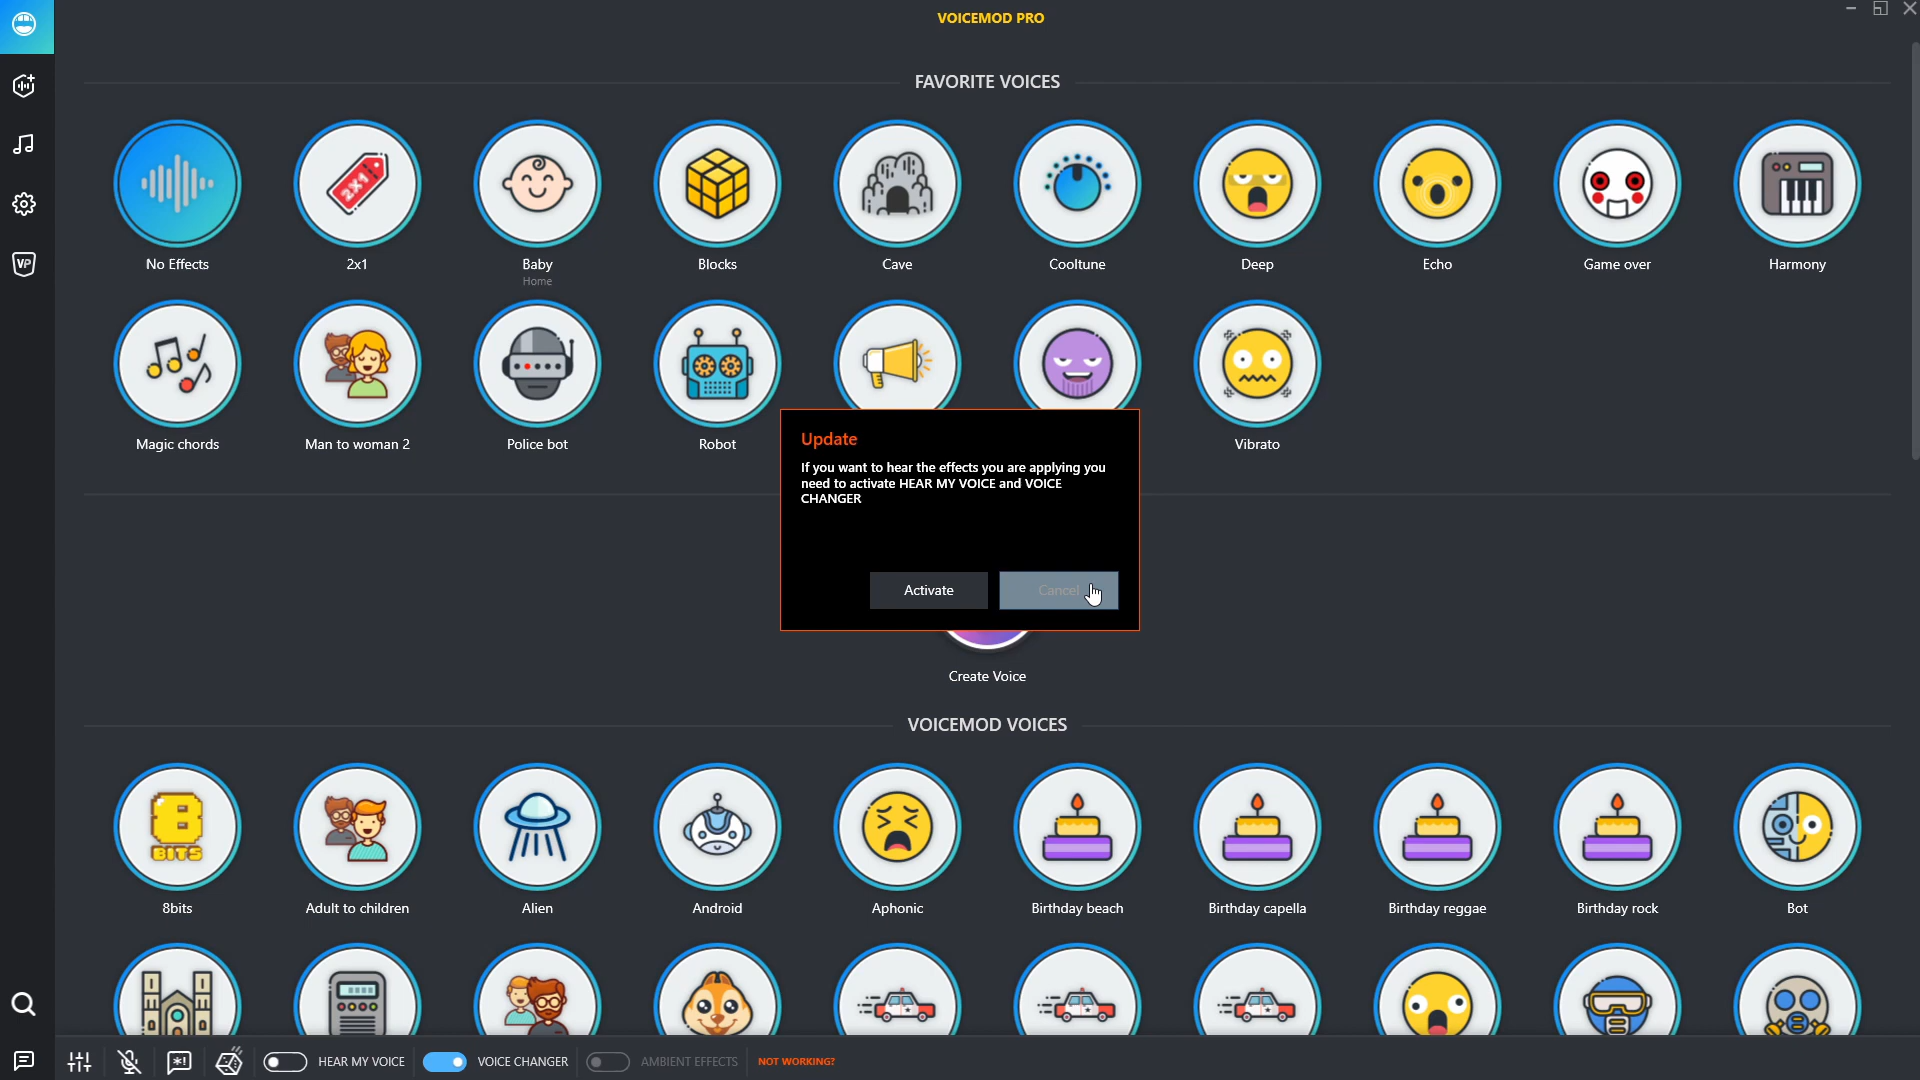 VOICEMOD PRO
FAVORITE VOICES
2X1
No Effects
2x1
Baby
Home
Blocks
Cave
Cooltune
Deep
Echo
Game over
Harmony
VP
Magic chords
Man to woman 2
Police bot
Robot
Vibrato
Update
If you want to hear the effects you are applying you
need to activate HEAR MY VOICE and VOICE
CHANGER
Activate
Cancel
Create Voice
VOICEMOD VOICES
8
BITS
8bits
Adult to children
Alien
Android
Aphonic
Birthday beach
Birthday capella
Birthday reggae
Birthday rock
Bot
*!
HEAR MY VOICE
VOICE CHANGER
AMBIENT EFFECTS
NOT WORKING?